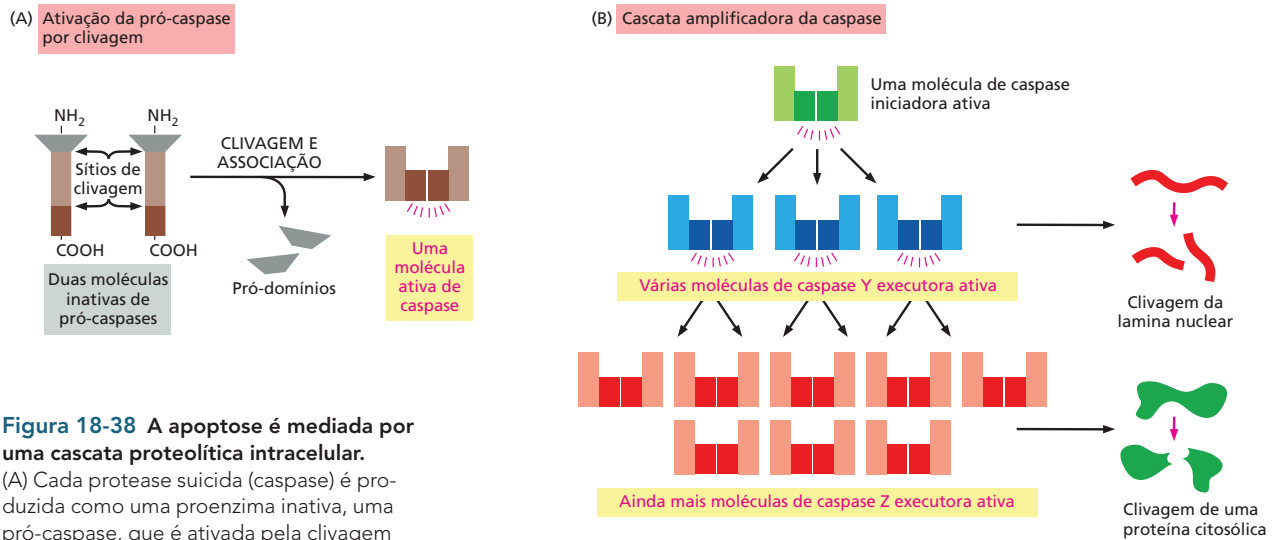 (A) Ativação da pró-caspase
por clivagem
NH2
NH2
Sítios de
clivagem
COOH
COOH
Duas moléculas
inativas de
pró-caspases
CLIVAGEM E
ASSOCIAÇÃO
Pró-domínios
Uma
molécula
ativa de
caspase
Figura 18-38 A apoptose é mediada por
uma cascata proteolítica intracelular.
(A) Cada protease suicida (caspase) é pro-
duzida como uma proenzima inativa, uma
pró-caspase, que é ativada pela clivagem
(B) Cascata amplificadora da caspase
Uma molécula de caspase
iniciadora ativa
Várias moléculas de caspase Y executora ativa
Clivagem da
lamina nuclear
Ainda mais moléculas de caspase Z executora ativa
Clivagem de uma
proteína citosólica